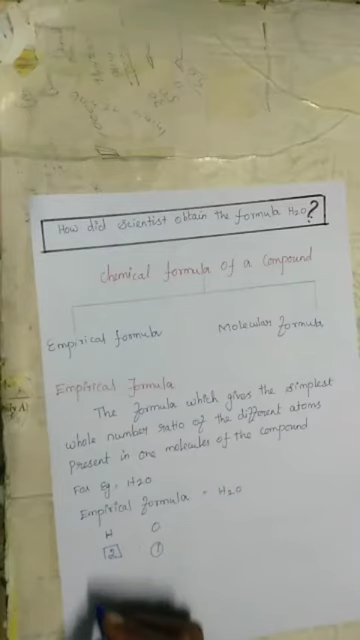 How did scientist obtain the formula H2O?
Chemical formula of a compound
Empirical formula
Molecular formula
Empirical Formula
The formula which gives the simplest
whole number ratio of the different atoms
Present in one molecules of the compound
For Eg, H2O
Empirical formula = H2O
H O
2 1